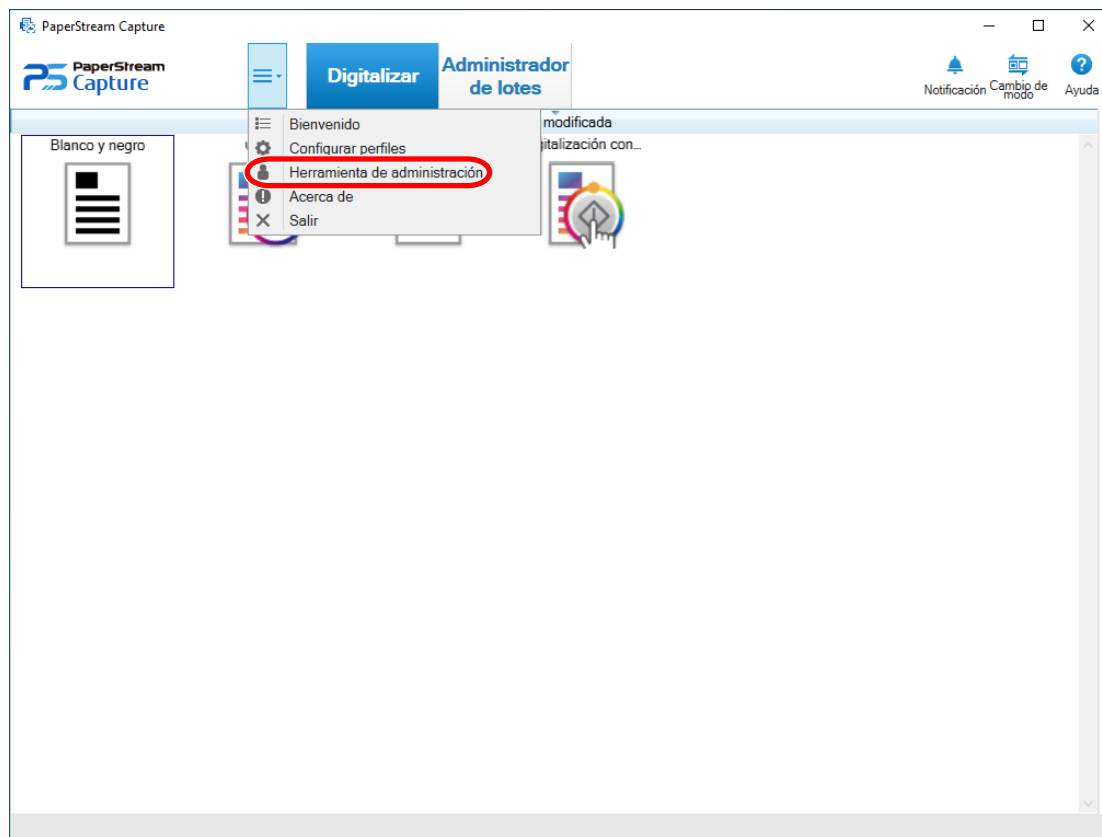 PaperStream Capture
PaperStream
Capture
Digitalizar
Administrador
de lotes
Notificación
Cambio de
modo
Ayuda
modificada
Blanco y negro
Bienvenido
Configurar perfiles
Herramienta de administración
Acerca de
Salir
italización con...